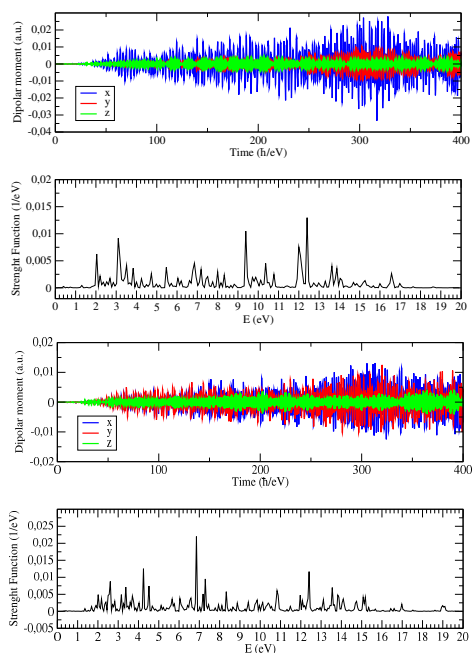 Dipolar moment (a.u.)
0,02
0,01
0
-0,01
-0,02
-0,03
-0,04
x
y
z
0 100 200 300 400
Time (ħ/eV)
Strenght Function (1/eV)
0,02
0,015
0,01
0,005
0
0 1 2 3 4 5 6 7 8 9 10 11 12 13 14 15 16 17 18 19 20
E (eV)
Dipolar moment (a.u.)
0,02
0,01
0
-0,01
-0,02
x
y
z
0 100 200 300 400
Time (ħ/eV)
Strenght Function (1/eV)
0,025
0,02
0,015
0,01
0,005
0
-0,005
0 1 2 3 4 5 6 7 8 9 10 11 12 13 14 15 16 17 18 19 20
E (eV)